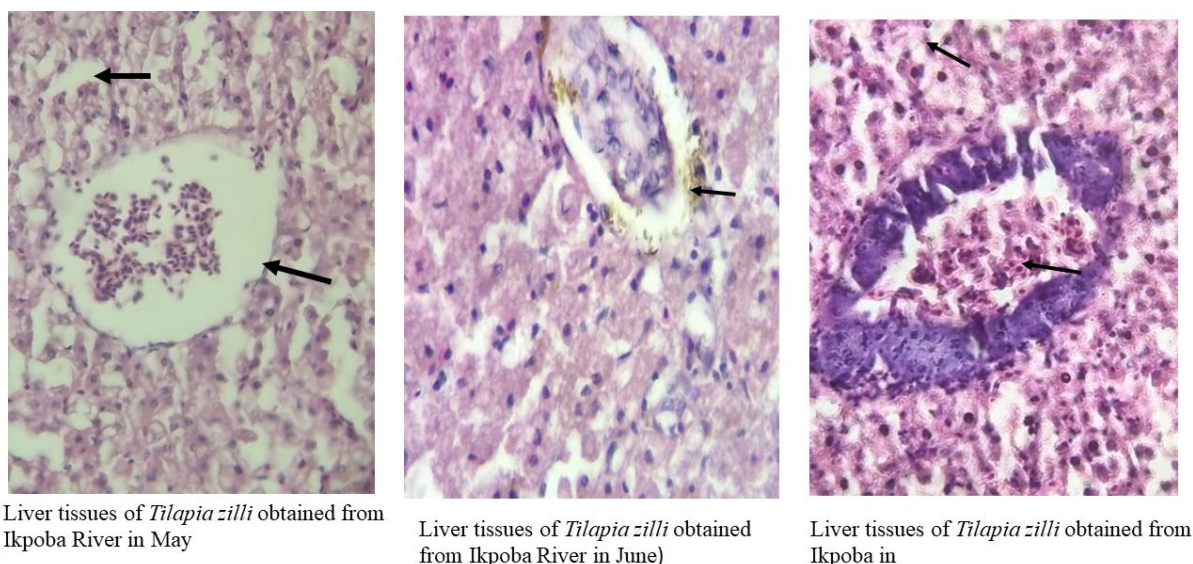 Liver tissues of Tilapia zilli obtained from
Ikpoba River in May
Liver tissues of Tilapia zilli obtained
from Ikpoba River in June)
Liver tissues of Tilapia zilli obtained from
Ikpoba in